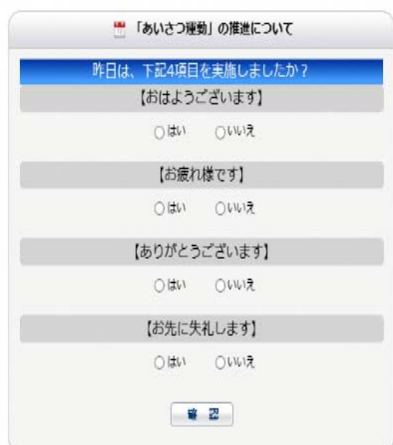 「あいさつ運動」の推進について
昨日は、下記4項目を実施しましたか？
【おはようございます】
○はい ○いいえ
【お疲れ様です】
○はい ○いいえ
【ありがとうございます】
○はい ○いいえ
【お先に失礼します】
○はい ○いいえ
確 認